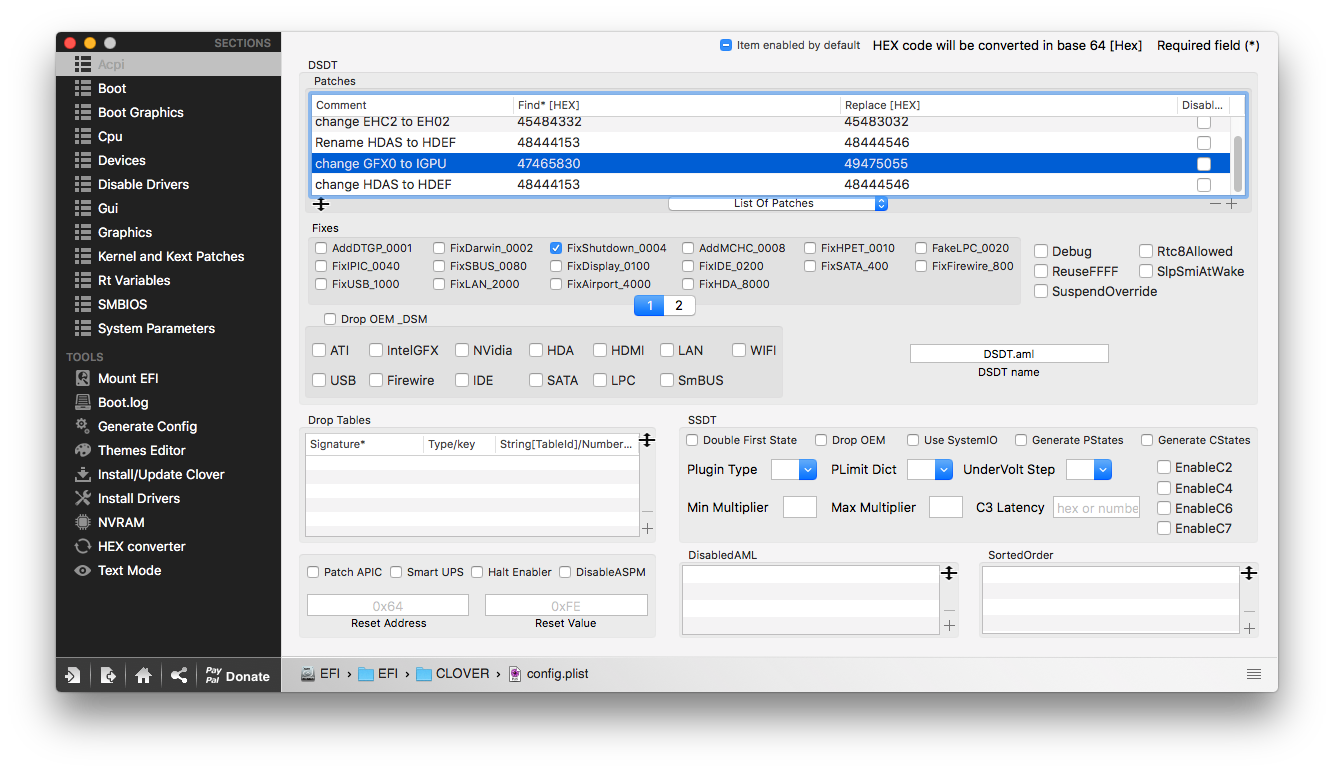 SECTIONS
Acpi
Boot
Boot Graphics
Cpu
Devices
Disable Drivers
Gui
Graphics
Kernel and Kext Patches
Rt Variables
SMBIOS
System Parameters
TOOLS
Mount EFI
Boot.log
Generate Config
Themes Editor
Install/Update Clover
Install Drivers
NVRAM
HEX converter
Text Mode
Pay
Pal
Donate
Item enabled by default HEX code will be converted in base 64 [Hex] Required field (*)
DSDT
Patches
Comment Find* [HEX] Replace [HEX] Disabl...
change EHC2 to EH02 45484332 45483032
Rename HDAS to HDEF 48444153 48444546
change GFX0 to IGPU 47465830 49475055
change HDAS to HDEF 48444153 48444546
List Of Patches
Fixes
AddDTGP_0001 FixDarwin_0002 FixShutdown_0004 AddMCHC_0008 FixHPET_0010 FakeLPC_0020
FixIPIC_0040 FixSBUS_0080 FixDisplay_0100 FixIDE_0200 FixSATA_400 FixFirewire_800
FixUSB_1000 FixLAN_2000 FixAirport_4000 FixHDA_8000
1 2
Debug Rtc8Allowed
ReuseFFFF SlpSmiAtWake
SuspendOverride
Drop OEM _DSM
ATI IntelGFX NVidia HDA HDMI LAN WIFI
USB Firewire IDE SATA LPC SmBUS
DSDT.aml
DSDT name
Drop Tables
Signature* Type/key String[TableId]/Number...
SSDT
Double First State Drop OEM Use SystemIO Generate PStates Generate CStates
Plugin Type PLimit Dict UnderVolt Step
Min Multiplier Max Multiplier C3 Latency hex or numbe
EnableC2
EnableC4
EnableC6
EnableC7
Patch APIC Smart UPS Halt Enabler DisableASPM
0x64 0xFE
Reset Address Reset Value
DisabledAML
SortedOrder
EFI › EFI › CLOVER › config.plist